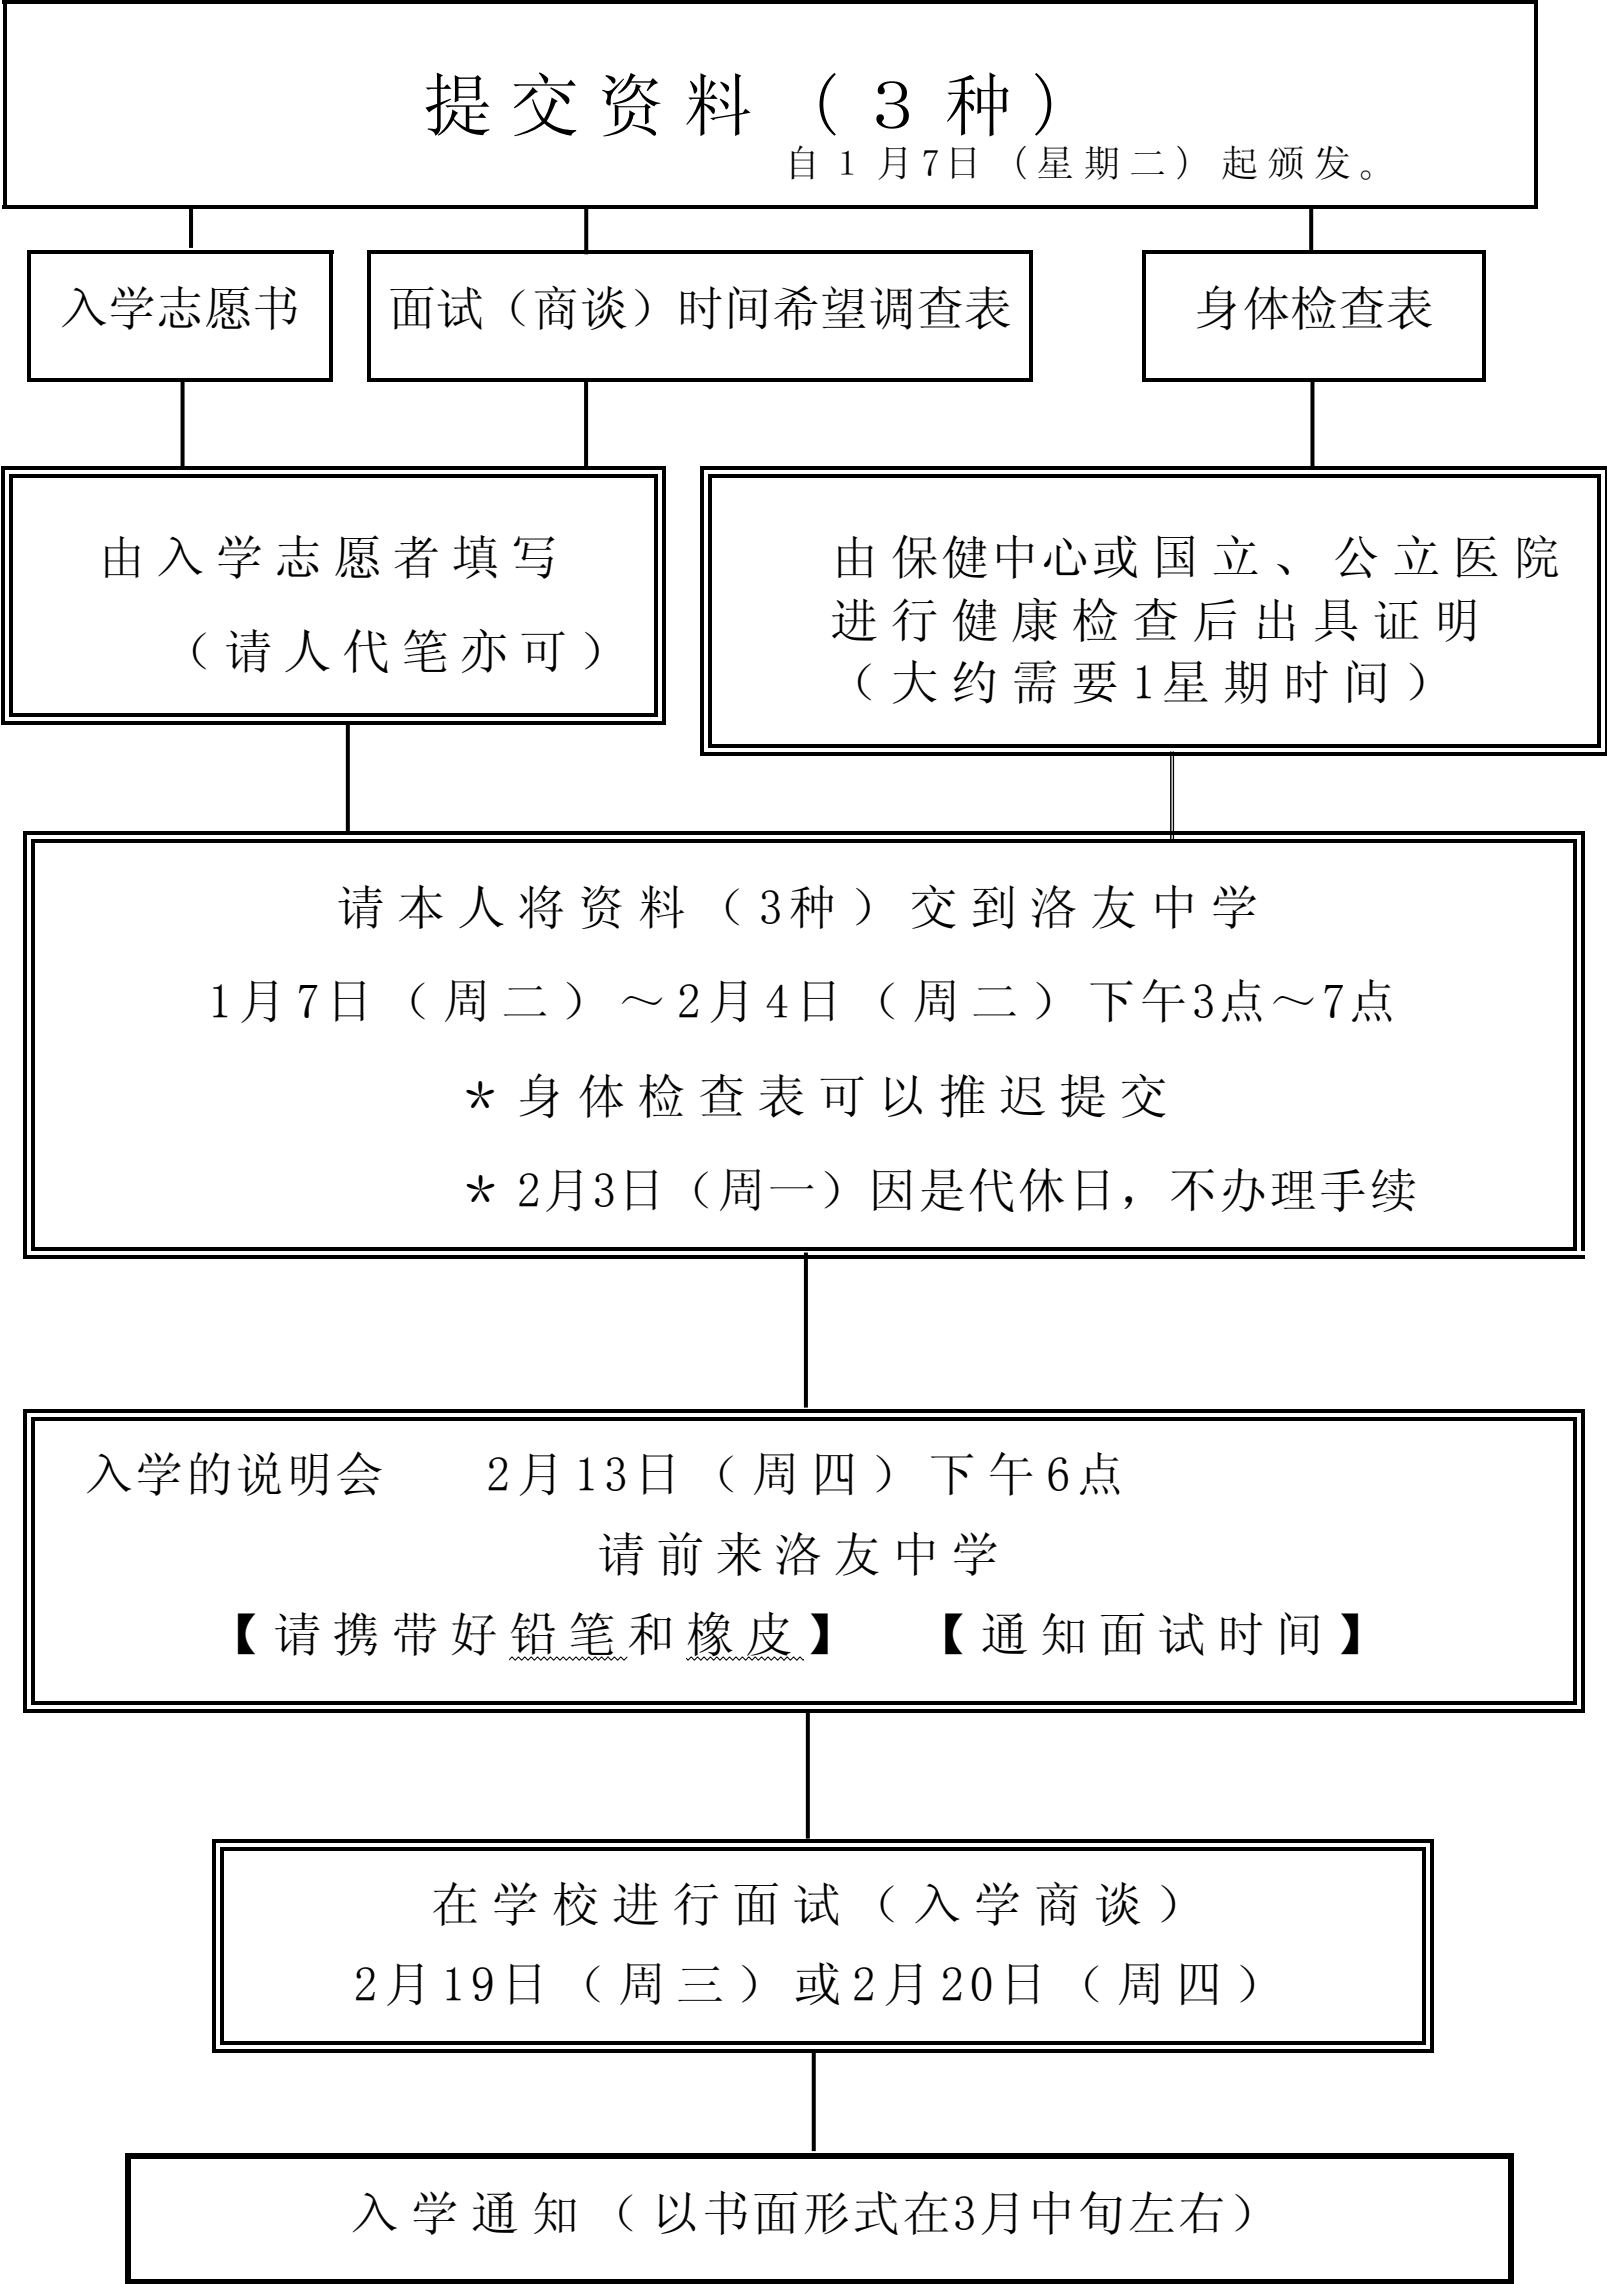 提交资料（３种）
自１月7日（星期二）起颁发。
入学志愿书
面试（商谈）时间希望调查表
身体检查表
由入学志愿者填写
（请人代笔亦可）
由保健中心或国立、公立医院
进行健康检查后出具证明
（大约需要1星期时间）
请本人将资料（3种）交到洛友中学
1月7日（周二）～2月4日（周二）下午3点～7点
＊身体检查表可以推迟提交
＊2月3日（周一）因是代休日，不办理手续
入学的说明会　　2月13日（周四）下午6点
请前来洛友中学
【请携带好铅笔和橡皮】　【通知面试时间】
在学校进行面试（入学商谈）
2月19日（周三）或2月20日（周四）
入学通知（以书面形式在3月中旬左右）